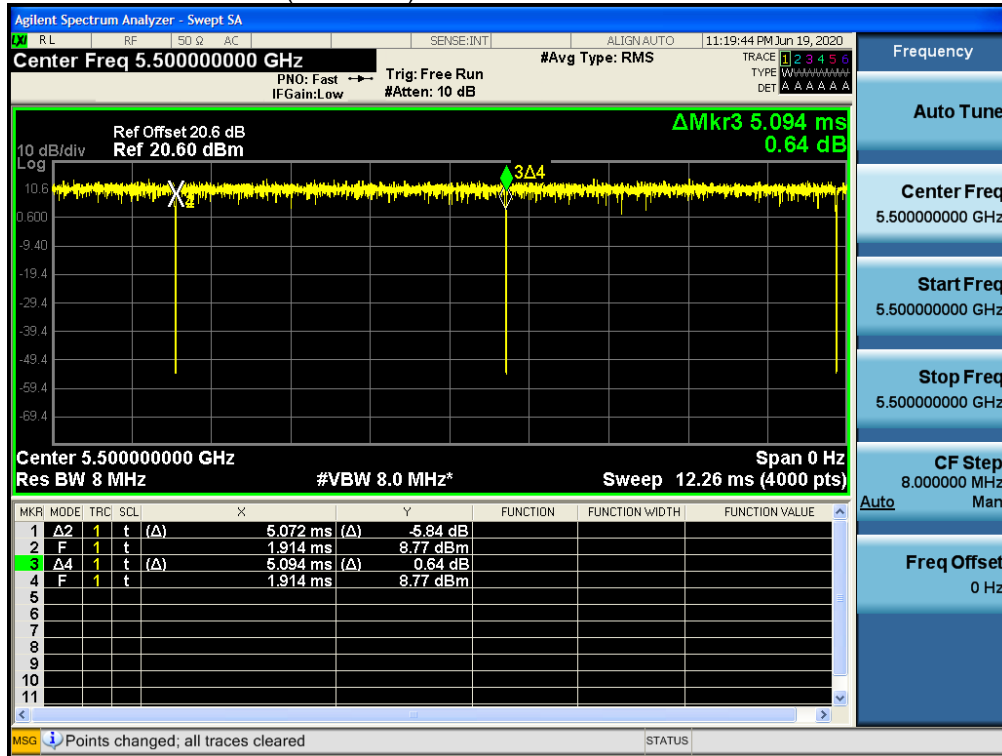 Agilent Spectrum Analyzer - Swept SA
LXI RL RF 50 Ω AC SENSE:INT ALIGN AUTO 11:19:44 PM Jun 19, 2020
Center Freq 5.500000000 GHz #Avg Type: RMS TRACE 1 2 3 4 5 6
PNO: Fast Trig: Free Run TYPE W
IFGain:Low #Atten: 10 dB DET A A A A A A
Frequency
ΔMkr3 5.094 ms
0.64 dB
Ref Offset 20.6 dB
10 dB/div Ref 20.60 dBm
Log
10.6
0.600
-9.40
-19.4
-29.4
-39.4
-49.4
-59.4
-69.4
3Δ4
Center 5.500000000 GHz Span 0 Hz
Res BW 8 MHz #VBW 8.0 MHz* Sweep 12.26 ms (4000 pts)
MKR MODE TRC SCL X Y FUNCTION FUNCTION WIDTH FUNCTION VALUE
1 Δ2 1 t (Δ) 5.072 ms (Δ) -5.84 dB
2 F 1 t 1.914 ms 8.77 dBm
3 Δ4 1 t (Δ) 5.094 ms (Δ) 0.64 dB
4 F 1 t 1.914 ms 8.77 dBm
5
6
7
8
9
10
11
Auto Tune
Center Freq
5.500000000 GHz
Start Freq
5.500000000 GHz
Stop Freq
5.500000000 GHz
CF Step
8.000000 MHz
Auto Man
Freq Offset
0 Hz
MSG Points changed; all traces cleared STATUS